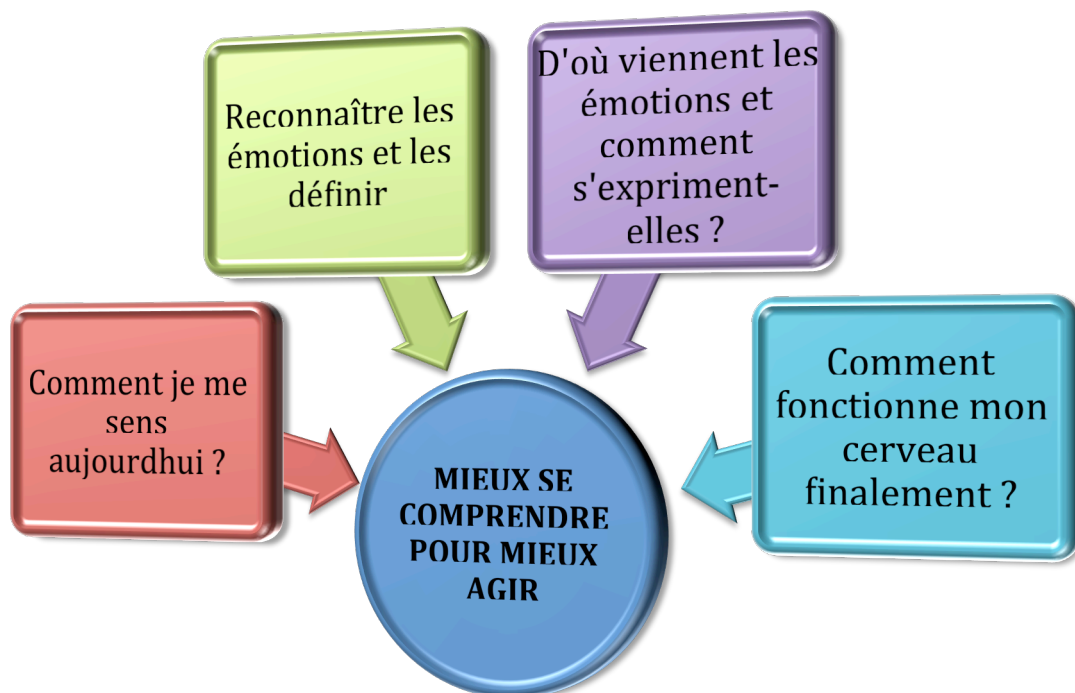 Comment je me
sens
aujourdhui ?
Reconnaître les
émotions et les
définir
D'où viennent les
émotions et
comment
s'expriment-
elles ?
Comment
fonctionne mon
cerveau
finalement ?
MIEUX SE
COMPRENDRE
POUR MIEUX
AGIR